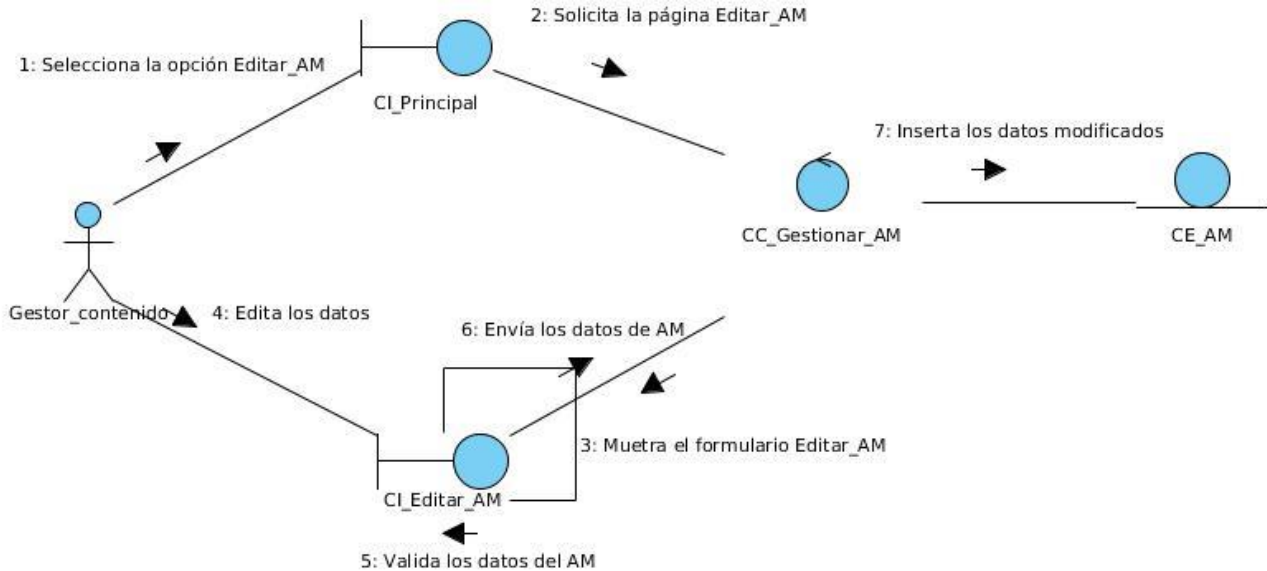 2: Solicita la página Editar_AM
1: Selecciona la opción Editar_AM
CI_Principal
7: Inserta los datos modificados
CC_Gestionar_AM
CE_AM
Gestor_contenido
4: Edita los datos
6: Envía los datos de AM
3: Muetra el formulario Editar_AM
CI_Editar_AM
5: Valida los datos del AM